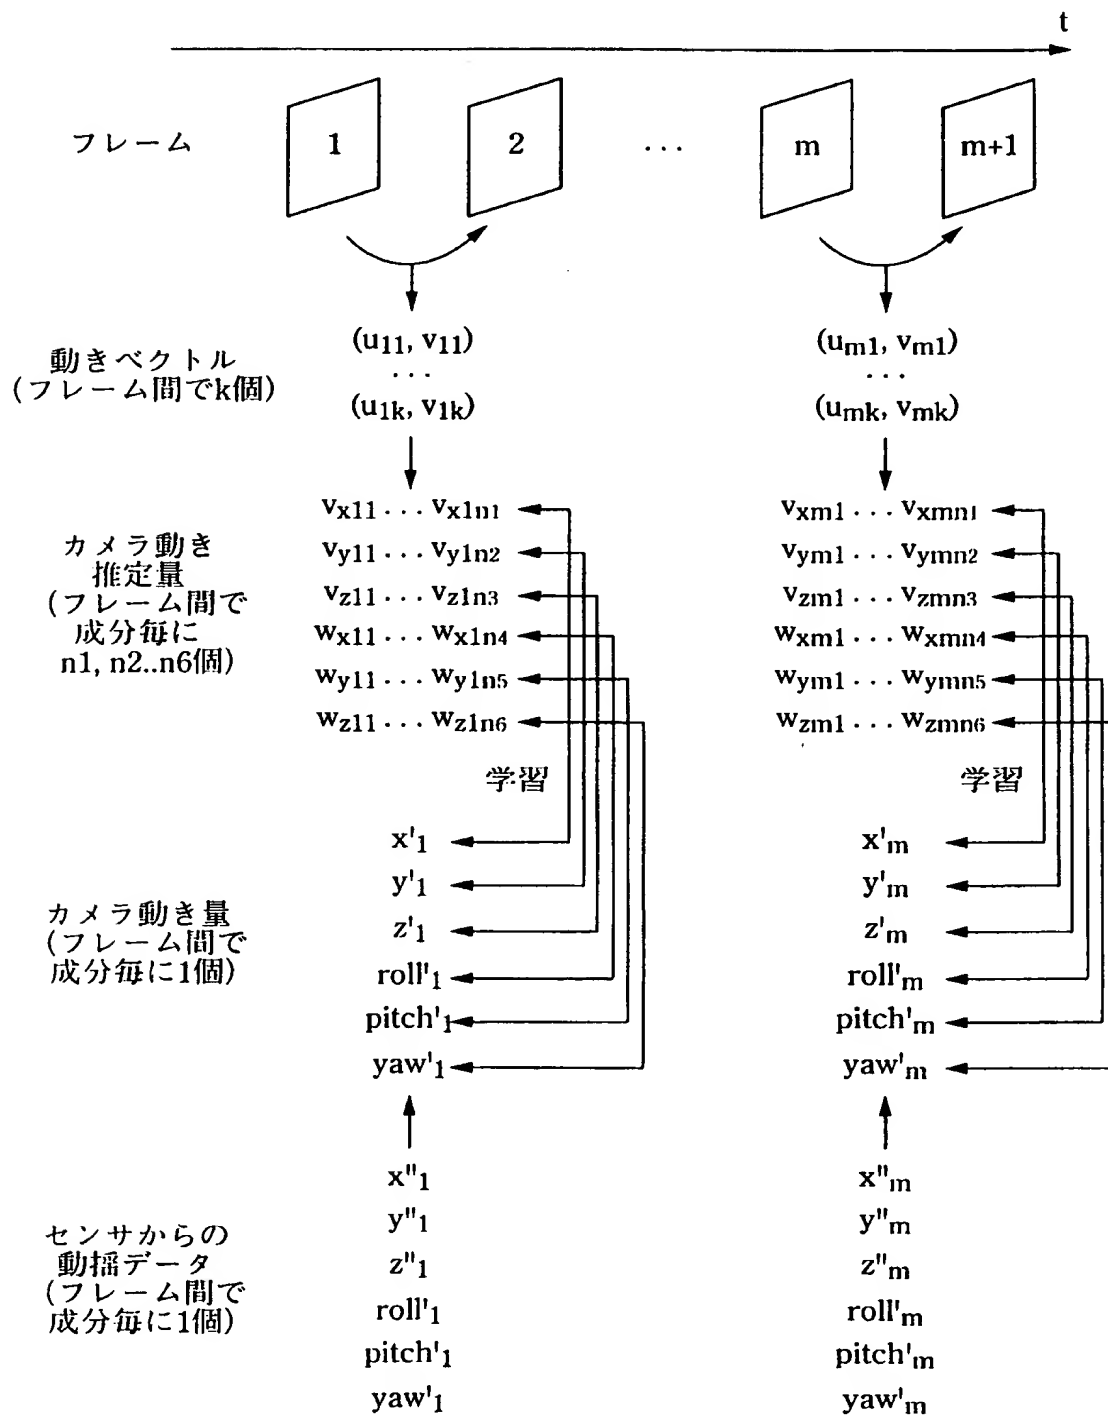 t
フレーム 1 2 ... m m+1
動きベクトル
(フレーム間でk個)
(u11, v11)
...
(u1k, v1k)
(um1, vm1)
...
(umk, vmk)
カメラ動き
推定量
(フレーム間で
成分毎に
n1, n2..n6個)
vx11 ... vx1n1
vy11 ... vy1n2
vz11 ... vz1n3
wx11 ... wx1n4
wy11 ... wy1n5
wz11 ... wz1n6
学習
vxm1 ... vxmn1
vym1 ... vymn2
vzm1 ... vzmn3
wxm1 ... wxmn4
wym1 ... wymn5
wzm1 ... wzmn6
学習
カメラ動き量
(フレーム間で
成分毎に1個)
x'1
y'1
z'1
roll'1
pitch'1
yaw'1
x'm
y'm
z'm
roll'm
pitch'm
yaw'm
センサからの
動揺データ
(フレーム間で
成分毎に1個)
x"1
y"1
z"1
roll'1
pitch'1
yaw'1
x"m
y"m
z"m
roll'm
pitch'm
yaw'm